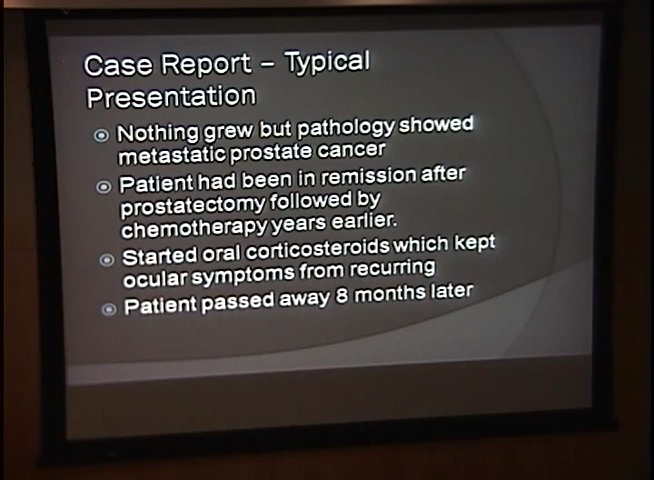 Case Report – Typical
Presentation
Nothing grew but pathology showed
metastatic prostate cancer
Patient had been in remission after
prostatectomy followed by
chemotherapy years earlier.
Started oral corticosteroids which kept
ocular symptoms from recurring
Patient passed away 8 months later